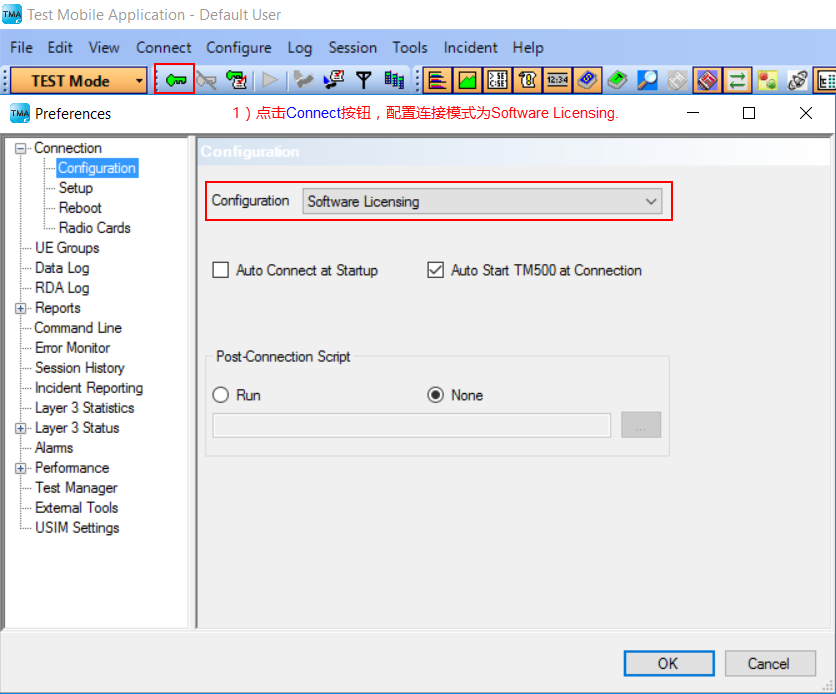 TMA Test Mobile Application - Default User
File Edit View Connect Configure Log Session Tools Incident Help
TEST Mode 12:34
TMA Preferences 1）点击Connect按钮，配置连接模式为Software Licensing.
Connection
Configuration
Setup
Reboot
Radio Cards
UE Groups
Data Log
RDA Log
Reports
Command Line
Error Monitor
Session History
Incident Reporting
Layer 3 Statistics
Layer 3 Status
Alarms
Performance
Test Manager
External Tools
USIM Settings
Configuration
Configuration Software Licensing
Auto Connect at Startup Auto Start TM500 at Connection
Post-Connection Script
Run None
...
OK Cancel